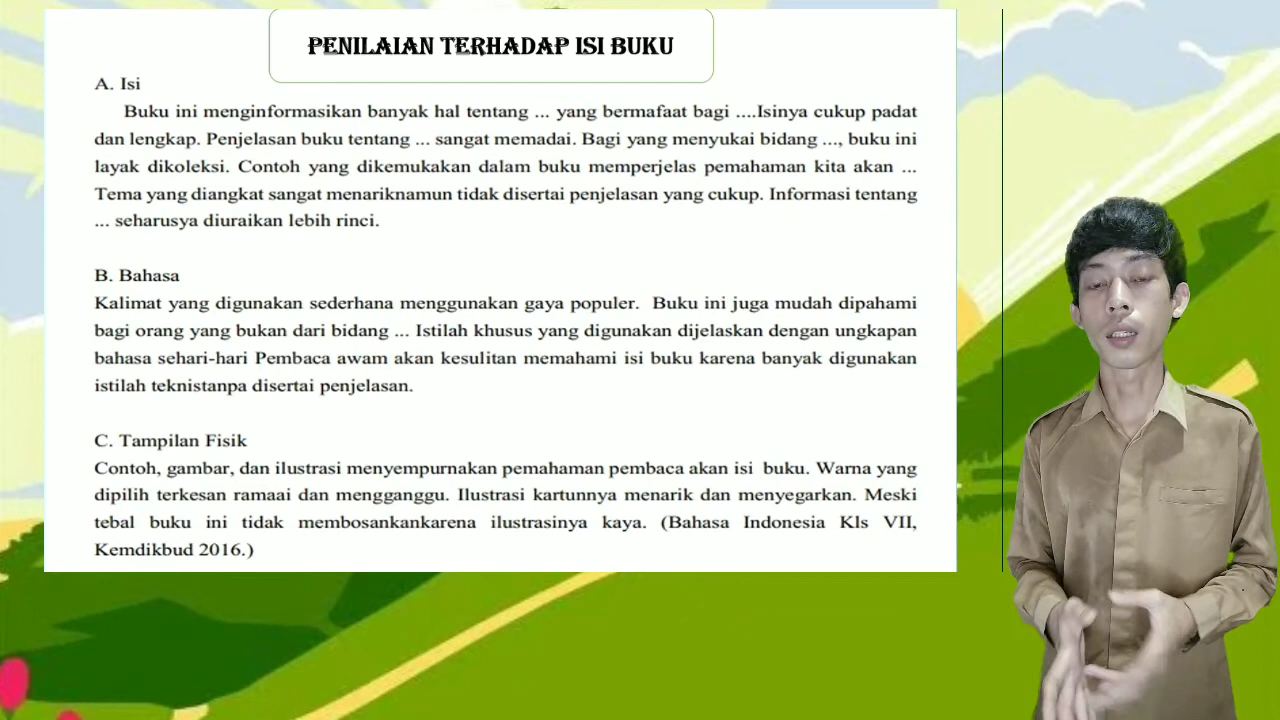 PENILAIAN TERHADAP ISI BUKU
A. Isi
Buku ini menginformasikan banyak hal tentang ... yang bermafaat bagi ....Isinya cukup padat
dan lengkap. Penjelasan buku tentang ... sangat memadai. Bagi yang menyukai bidang ..., buku ini
layak dikoleksi. Contoh yang dikemukakan dalam buku memperjelas pemahaman kita akan ...
Tema yang diangkat sangat menariknamun tidak disertai penjelasan yang cukup. Informasi tentang
... seharusya diuraikan lebih rinci.
B. Bahasa
Kalimat yang digunakan sederhana menggunakan gaya populer. Buku ini juga mudah dipahami
bagi orang yang bukan dari bidang ... Istilah khusus yang digunakan dijelaskan dengan ungkapan
bahasa sehari-hari Pembaca awam akan kesulitan memahami isi buku karena banyak digunakan
istilah teknistanpa disertai penjelasan.
C. Tampilan Fisik
Contoh, gambar, dan ilustrasi menyempurnakan pemahaman pembaca akan isi buku. Warna yang
dipilih terkesan ramaai dan mengganggu. Ilustrasi kartunnya menarik dan menyegarkan. Meski
tebal buku ini tidak membosankankarena ilustrasinya kaya. (Bahasa Indonesia Kls VII,
Kemdikbud 2016.)